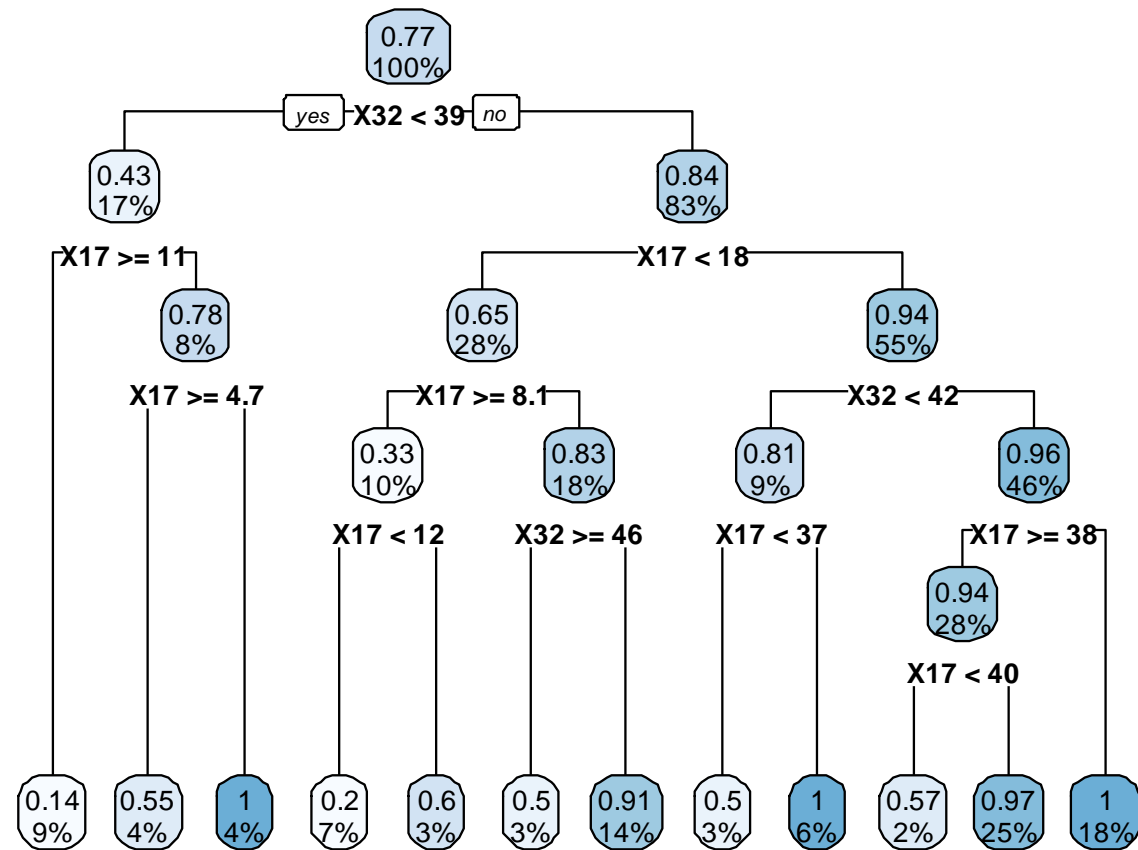 0.77
100%
yes X32 < 39 no
0.43 0.84
17% 83%
X17 >= 11 X17 < 18
0.78 0.65 0.94
8% 28% 55%
X17 >= 4.7 X17 >= 8.1 X32 < 42
0.33 0.83 0.81 0.96
10% 18% 9% 46%
X17 < 12 X32 >= 46 X17 < 37 X17 >= 38
0.94
28%
X17 < 40
0.14 0.55 1 0.2 0.6 0.5 0.91 0.5 1 0.57 0.97 1
9% 4% 4% 7% 3% 3% 14% 3% 6% 2% 25% 18%